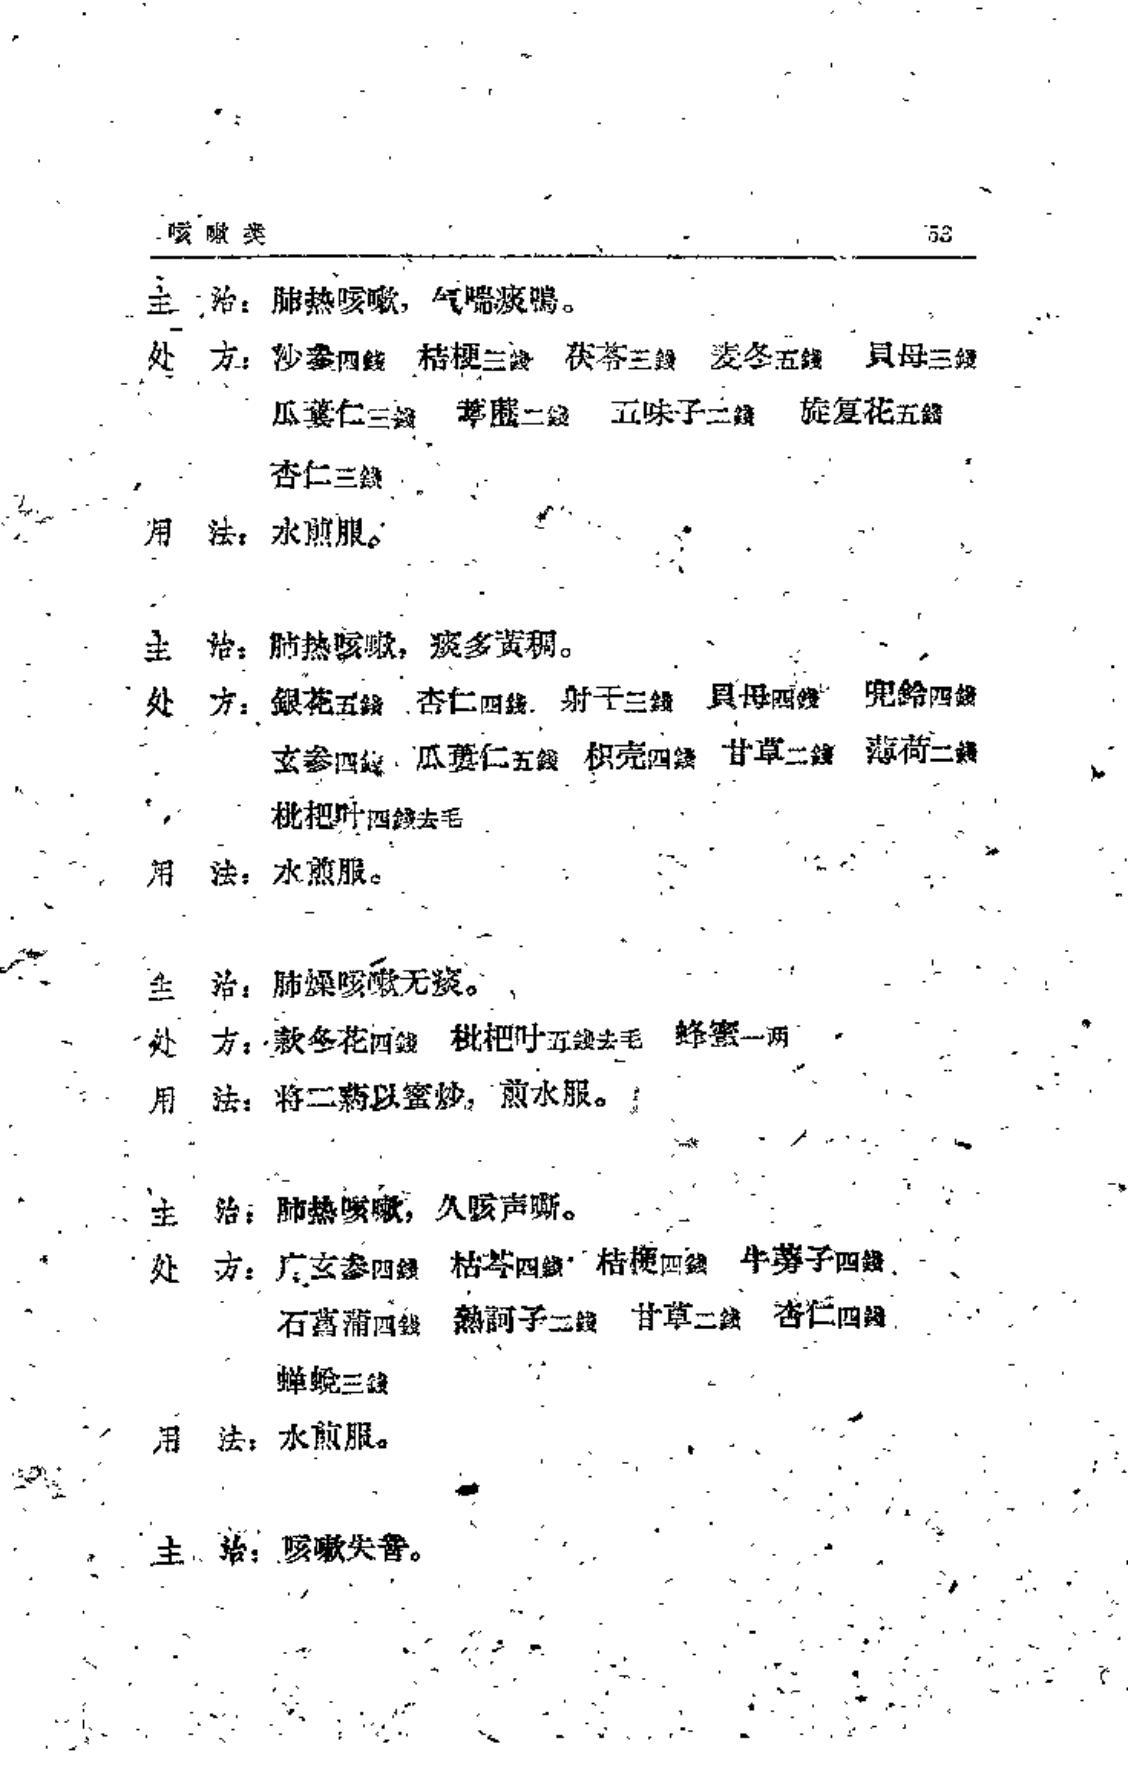 咳嗽类 53
主 治：肺热咳嗽，气喘痰鳴。
处 方：沙参四錢 桔梗三錢 茯苓三錢 麦冬五錢 貝母三錢
瓜蒌仁三錢 葶藶二錢 五味子二錢 旋复花五錢
杏仁三錢
用 法：水煎服。
主 治：肺热咳嗽，痰多黃稠。
处 方：銀花五錢 杏仁四錢 射干三錢 貝母四錢 兜鈴四錢
玄参四錢 瓜蒌仁五錢 枳壳四錢 甘草二錢 薄荷二錢
枇杷叶四錢去毛
用 法：水煎服。
主 治：肺燥咳嗽无痰。
处 方：款冬花四錢 枇杷叶五錢去毛 蜂蜜一两
用 法：将二葯以蜜炒，煎水服。
主 治：肺热咳嗽，久咳声嘶。
处 方：广玄参四錢 枯芩四錢 桔梗四錢 牛蒡子四錢
石菖蒲四錢 熱訶子二錢 甘草二錢 杏仁四錢
蝉蛻三錢
用 法：水煎服。
主 治：咳嗽失音。